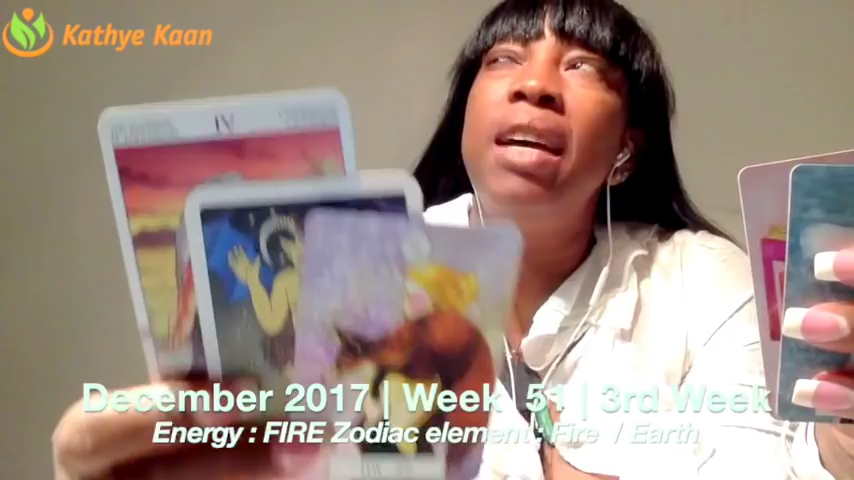 Kathye Kaan
IV
December 2017 | Week 51 | 3rd Week
Energy : FIRE Zodiac element : Fire / Earth